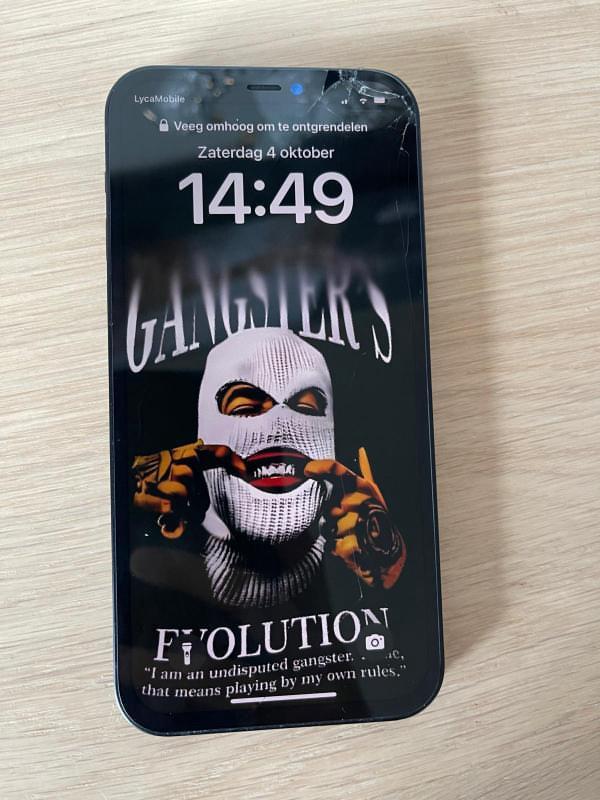 LycaMobile
Veeg omhoog om te ontgrendelen
Zaterdag 4 oktober
14:49
GANGSTER'S
"I am an undisputed gangster.
that means playing by my own rules."